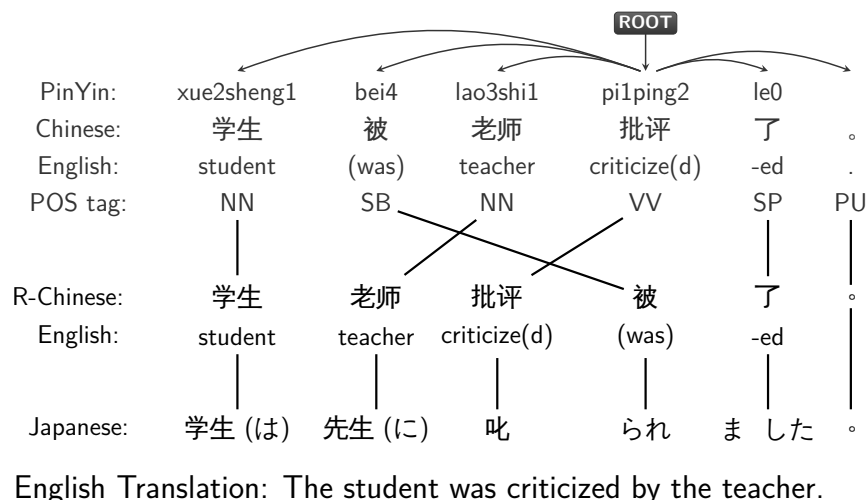 ROOT
PinYin: xue2sheng1 bei4 lao3shi1 pi1ping2 le0
Chinese: 学生 被 老师 批评 了 。
English: student (was) teacher criticize(d) -ed .
POS tag: NN SB NN VV SP PU
R-Chinese: 学生 老师 批评 被 了 。
English: student teacher criticize(d) (was) -ed
Japanese: 学生 (は) 先生 (に) 叱 られ ま した 。
English Translation: The student was criticized by the teacher.